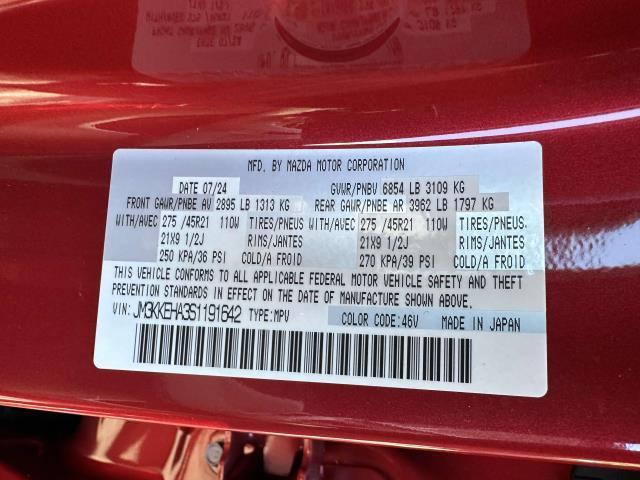 MFD. BY MAZDA MOTOR CORPORATION
DATE 07/24 GVWR/PNBV 6854 LB 3109 KG
FRONT GAWR/PNBE AV 2895 LB 1313 KG REAR GAWR/PNBE AR 3962 LB 1797 KG
WITH/AVEC 275 /45R21 110W TIRES/PNEUS WITH/AVEC 275 /45R21 110W TIRES/PNEUS
21X9 1/2J RIMS/JANTES 21X9 1/2J RIMS/JANTES
250 KPA/36 PSI COLD/A FROID 270 KPA/39 PSI COLD/A FROID
THIS VEHICLE CONFORMS TO ALL APPLICABLE FEDERAL MOTOR VEHICLE SAFETY AND THEFT
PREVENTION STANDARDS IN EFFECT ON THE DATE OF MANUFACTURE SHOWN ABOVE.
VIN: JM3KKEHA3S1191642 TYPE:MPV COLOR CODE:46V MADE IN JAPAN